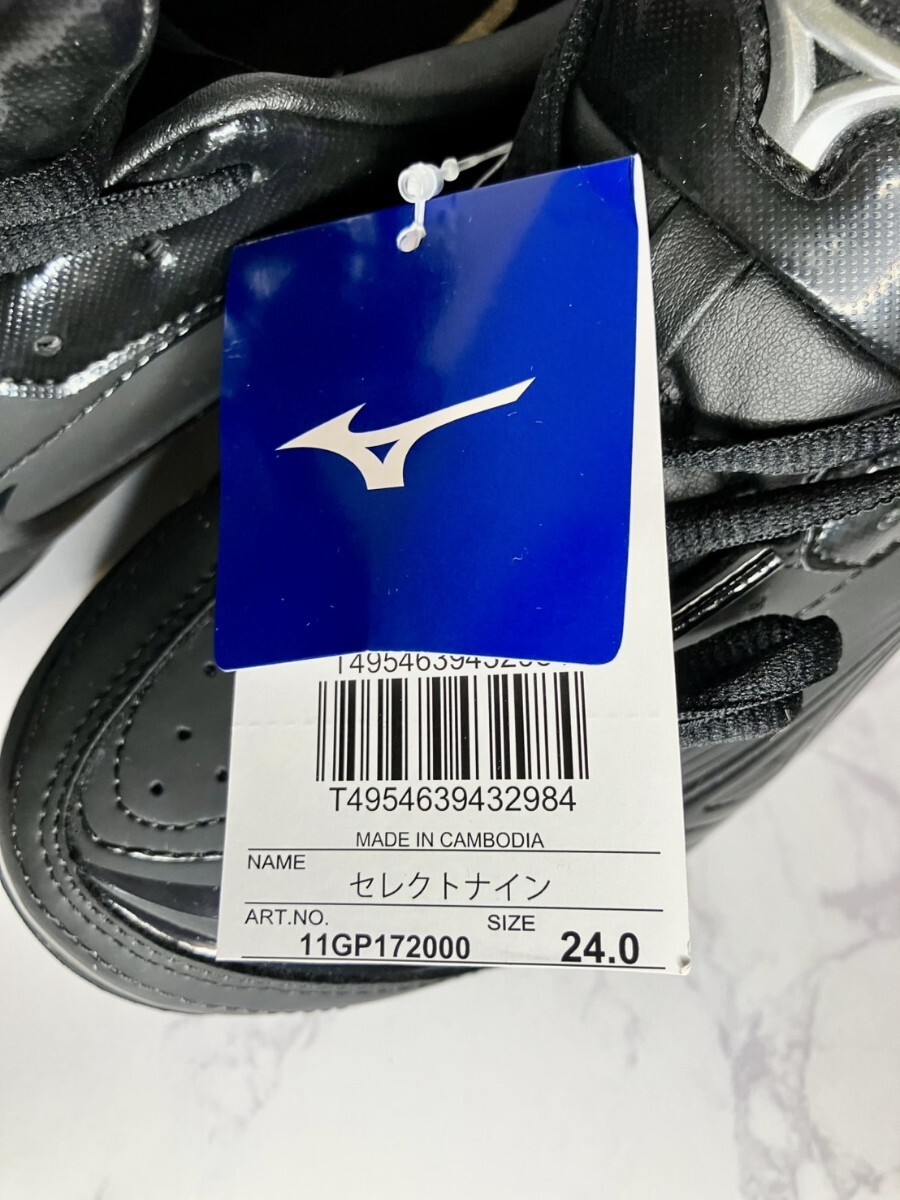 T4954639432984
MADE IN CAMBODIA
NAME
セレクトナイン
ART.NO.
11GP172000
SIZE
24.0